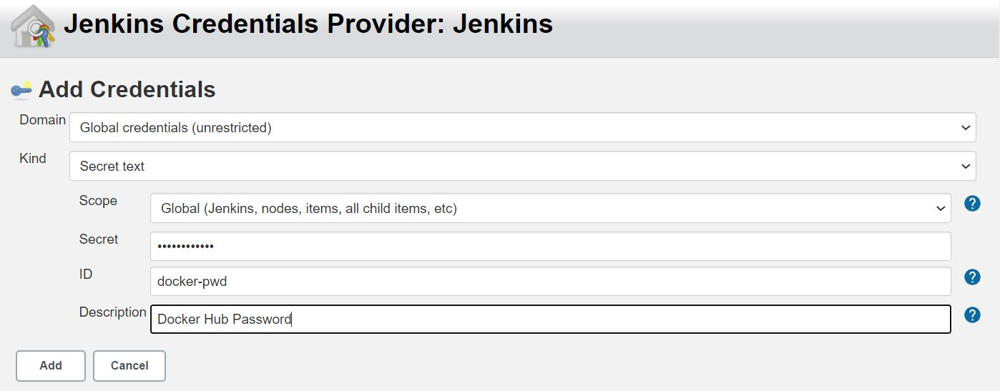 Jenkins Credentials Provider: Jenkins
Add Credentials
Domain
Global credentials (unrestricted)
Kind
Secret text
Scope
Global (Jenkins, nodes, items, all child items, etc)
?
Secret
••••••••••••
ID
docker-pwd
?
Description
Docker Hub Password
?
Add Cancel